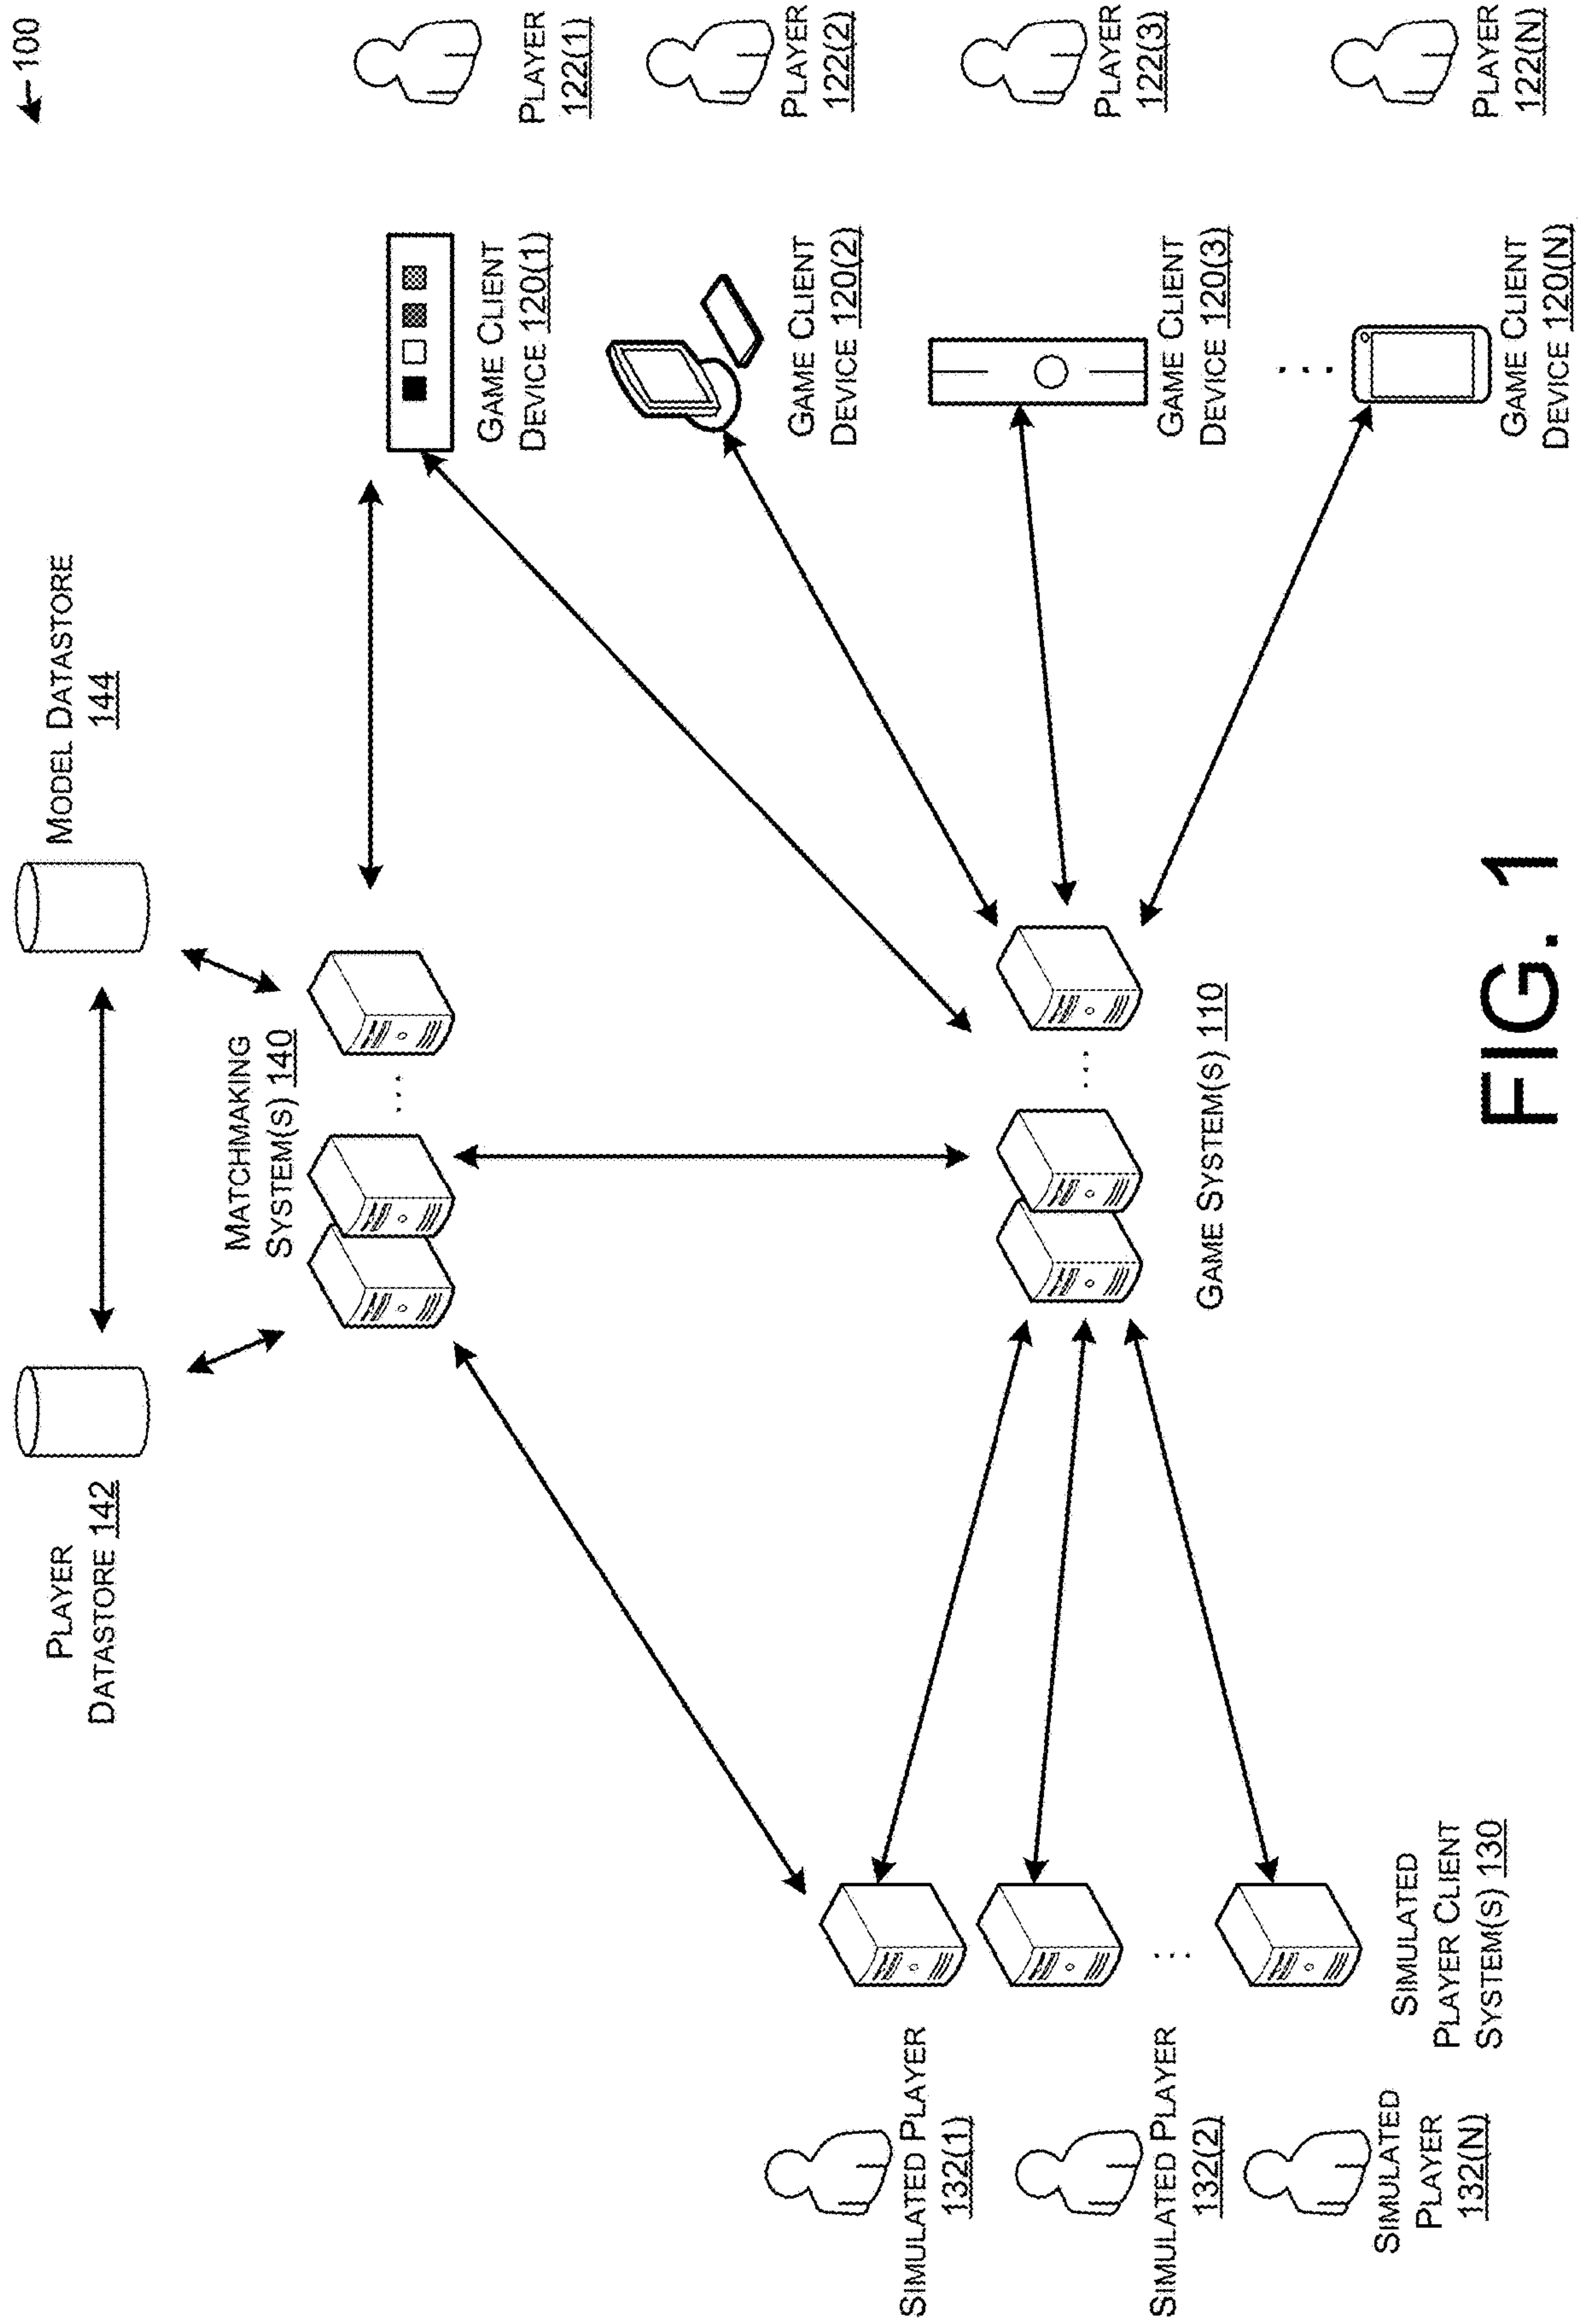 100
PLAYER
DATASTORE 142
MODEL DATASTORE
144
MATCHMAKING
SYSTEM(S) 140
GAME CLIENT
DEVICE 120(1)
PLAYER
122(1)
GAME CLIENT
DEVICE 120(2)
PLAYER
122(2)
GAME CLIENT
DEVICE 120(3)
PLAYER
122(3)
GAME CLIENT
DEVICE 120(N)
PLAYER
122(N)
SIMULATED PLAYER
132(1)
SIMULATED PLAYER
132(2)
SIMULATED
PLAYER
132(N)
SIMULATED
PLAYER CLIENT
SYSTEM(S) 130
GAME SYSTEM(S) 110
FIG. 1